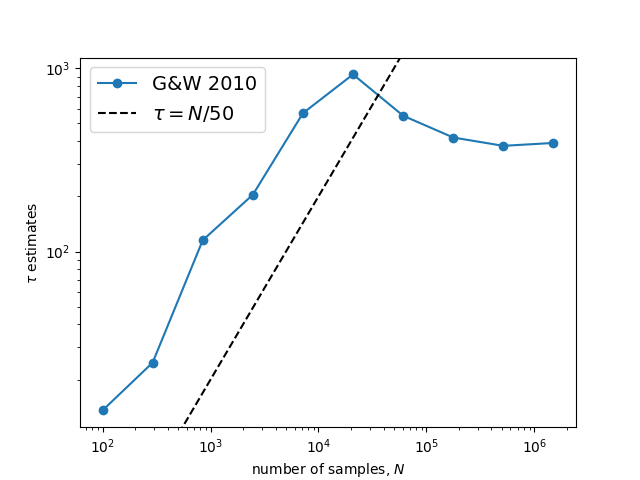 10³
10²
τ estimates
G&W 2010
τ = N/50
10² 10³ 10⁴ 10⁵ 10⁶
number of samples, N